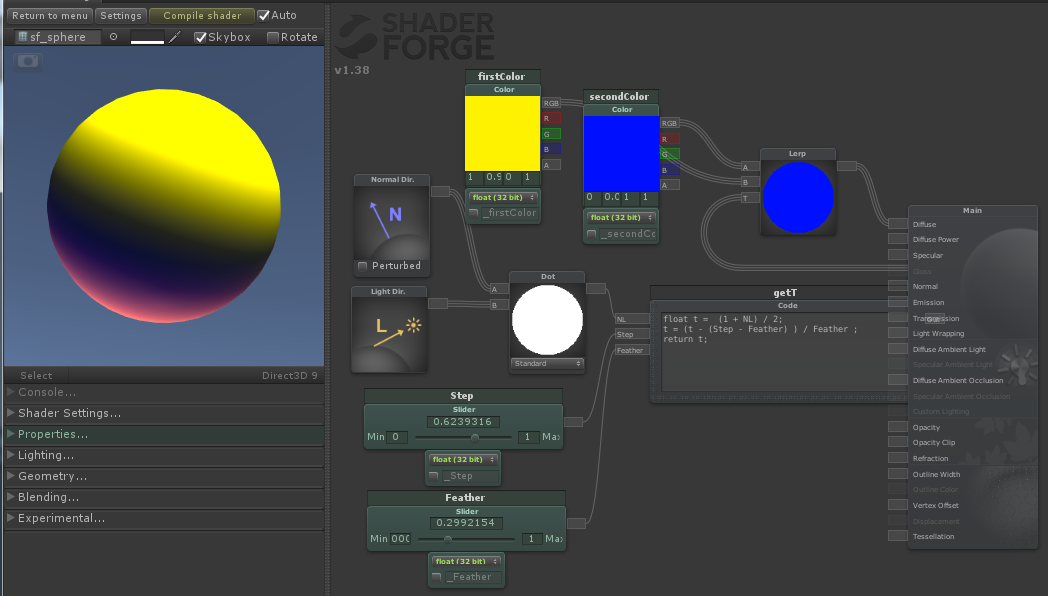 Return to menu
Settings
Compile shader
Auto
sf_sphere
Skybox
Rotate
SHADER
FORGE
v1.38
Select
Direct3D 9
Console...
Shader Settings...
Properties...
Lighting...
Geometry...
Blending...
Experimental...
firstColor
Color
RGB
R
G
B
A
1 0.9 0 1
float (32 bit)
_firstColor
secondColor
Color
RGB
R
G
B
A
0 0.0 1 1
float (32 bit)
_secondCo
Lerp
A
B
T
Normal Dir.
N
Perturbed
Light Dir.
L
Dot
A
B
Standard
getT
Code
NL
Step
Feather
float t = (1 + NL) / 2;
t = (t - (Step - Feather) ) / Feather ;
return t;
Out
Step
Slider
0.6239316
Min 0
1 Max
float (32 bit)
_Step
Feather
Slider
0.2992154
Min 000
1 Max
float (32 bit)
_Feather
Main
Diffuse
Diffuse Power
Specular
Gloss
Normal
Emission
Transmission
Light Wrapping
Diffuse Ambient Light
Specular Ambient Light
Diffuse Ambient Occlusion
Specular Ambient Occlusion
Custom Lighting
Opacity
Opacity Clip
Refraction
Outline Width
Outline Color
Vertex Offset
Displacement
Tessellation